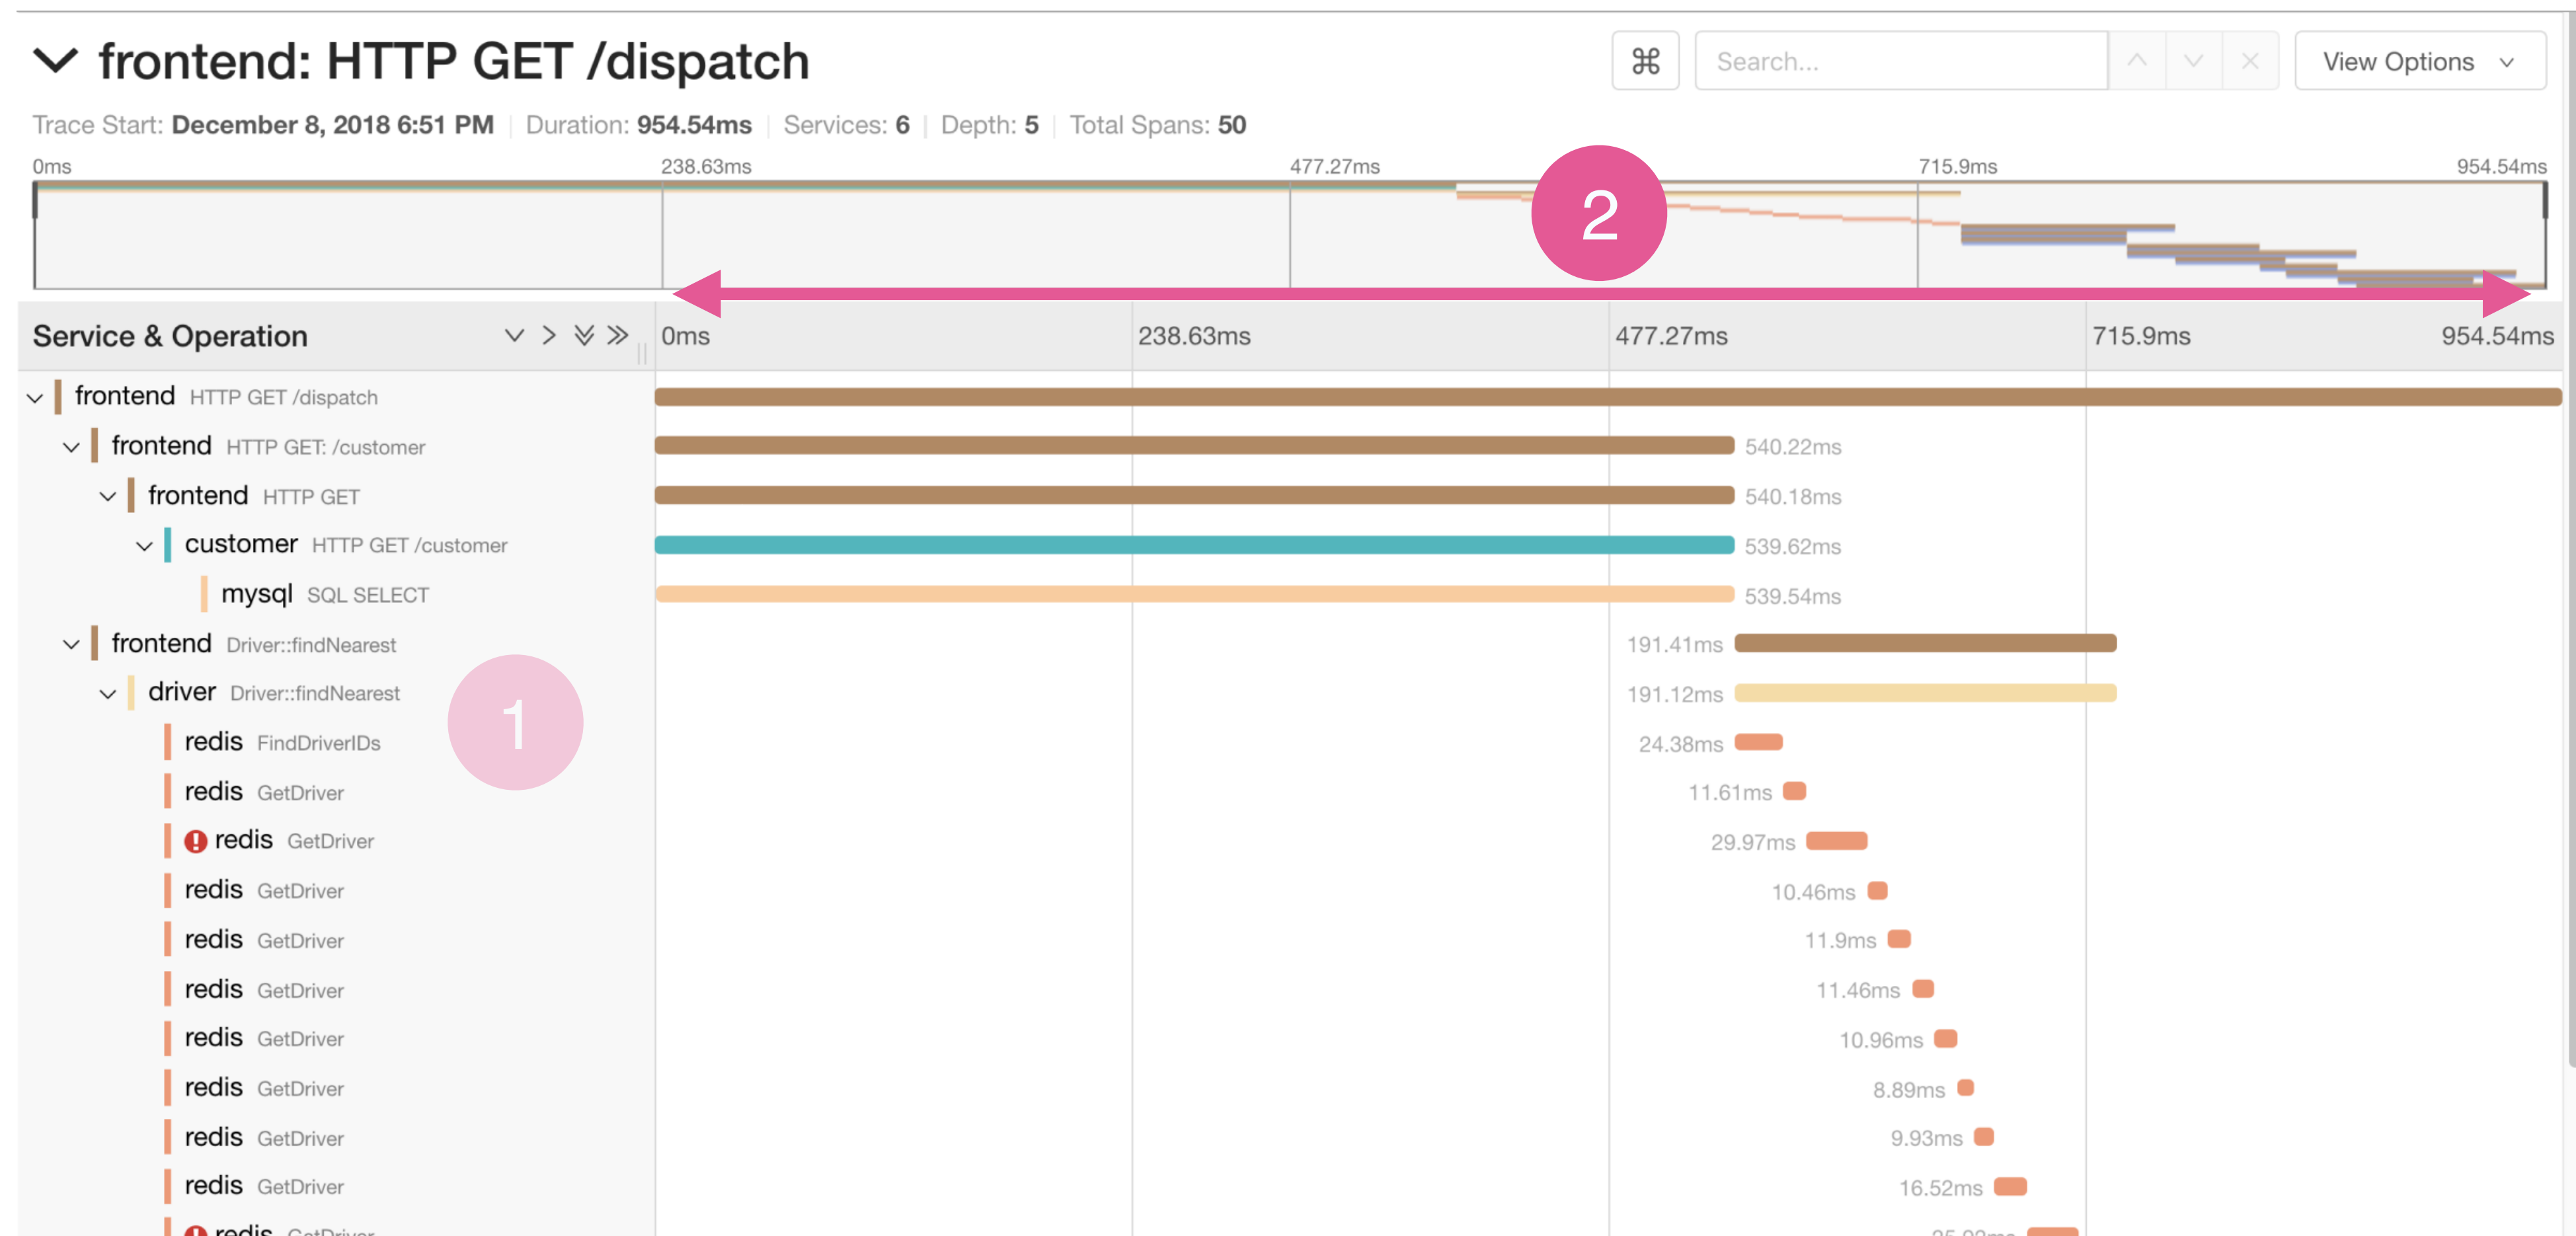 frontend: HTTP GET /dispatch
⌘ Search... View Options
Trace Start: December 8, 2018 6:51 PM Duration: 954.54ms Services: 6 Depth: 5 Total Spans: 50
0ms 238.63ms 477.27ms 715.9ms 954.54ms
2
Service & Operation 0ms 238.63ms 477.27ms 715.9ms 954.54ms
frontend HTTP GET /dispatch
frontend HTTP GET: /customer 540.22ms
frontend HTTP GET 540.18ms
customer HTTP GET /customer 539.62ms
mysql SQL SELECT 539.54ms
frontend Driver::findNearest 191.41ms
driver Driver::findNearest 191.12ms
1
redis FindDriverIDs 24.38ms
redis GetDriver 11.61ms
redis GetDriver 29.97ms
redis GetDriver 10.46ms
redis GetDriver 11.9ms
redis GetDriver 11.46ms
redis GetDriver 10.96ms
redis GetDriver 8.89ms
redis GetDriver 9.93ms
redis GetDriver 16.52ms
redis GetDriver